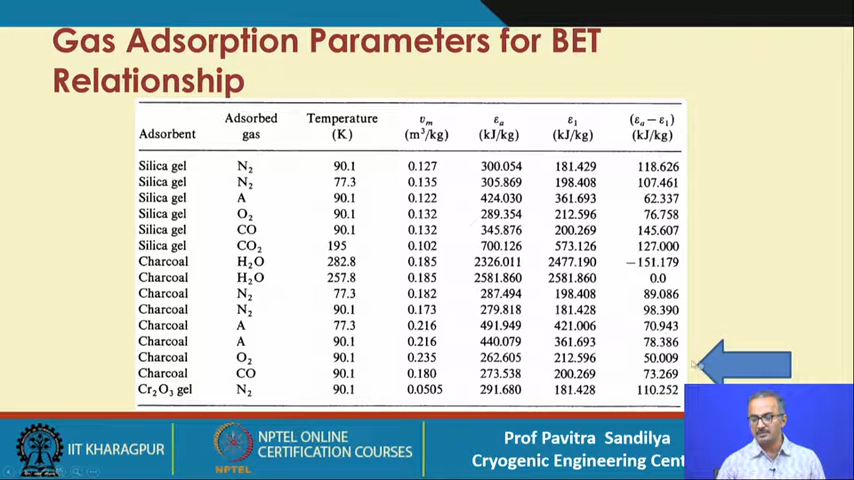 Gas Adsorption Parameters for BET
Relationship
Adsorbent Adsorbed gas Temperature (K) vₘ (m³/kg) εₐ (kJ/kg) ε₁ (kJ/kg) (εₐ – ε₁) (kJ/kg)
Silica gel N₂ 90.1 0.127 300.054 181.429 118.626
Silica gel N₂ 77.3 0.135 305.869 198.408 107.461
Silica gel A 90.1 0.122 424.030 361.693 62.337
Silica gel O₂ 90.1 0.132 289.354 212.596 76.758
Silica gel CO 90.1 0.132 345.876 200.269 145.607
Silica gel CO₂ 195 0.102 700.126 573.126 127.000
Charcoal H₂O 282.8 0.185 2326.011 2477.190 –151.179
Charcoal H₂O 257.8 0.185 2581.860 2581.860 0.0
Charcoal N₂ 77.3 0.182 287.494 198.408 89.086
Charcoal N₂ 90.1 0.173 279.818 181.428 98.390
Charcoal A 77.3 0.216 491.949 421.006 70.943
Charcoal A 90.1 0.216 440.079 361.693 78.386
Charcoal O₂ 90.1 0.235 262.605 212.596 50.009
Charcoal CO 90.1 0.180 273.538 200.269 73.269
Cr₂O₃ gel N₂ 90.1 0.0505 291.680 181.428 110.252
IIT KHARAGPUR
NPTEL
NPTEL ONLINE
CERTIFICATION COURSES
Prof Pavitra Sandilya
Cryogenic Engineering Cent